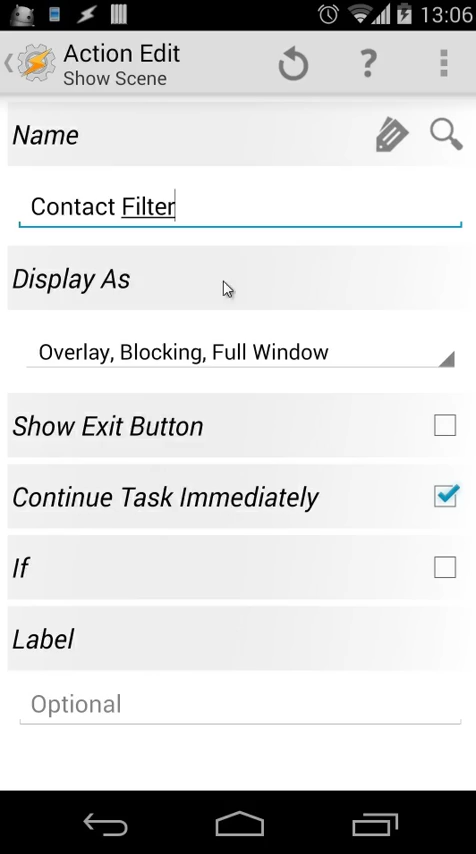 13:06
Action Edit
Show Scene
?
Name
Contact Filter
Display As
Overlay, Blocking, Full Window
Show Exit Button
Continue Task Immediately
If
Label
Optional